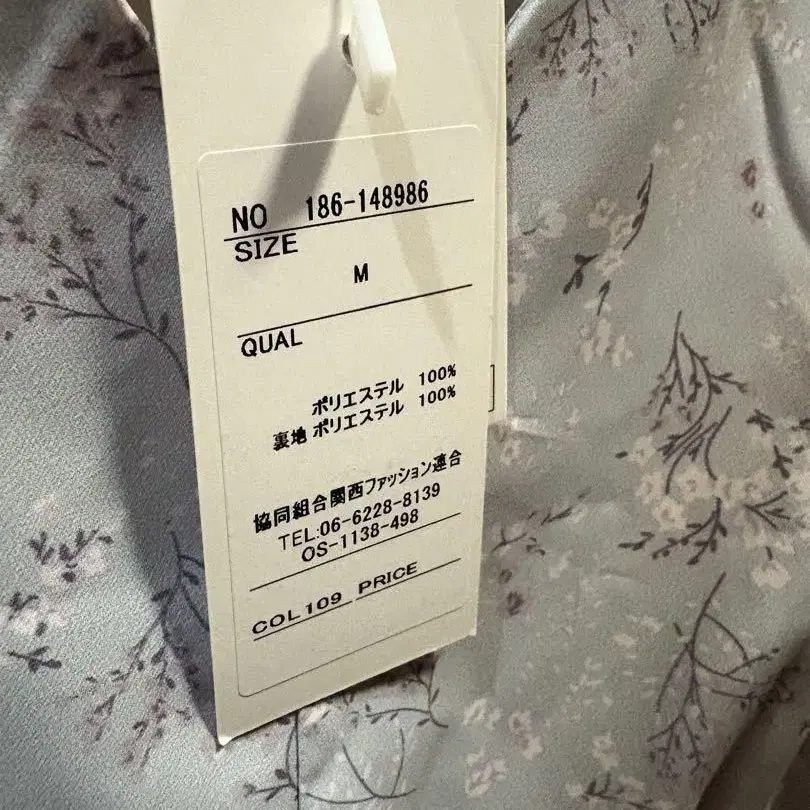 NO 186-148986
SIZE
M
QUAL
ポリエステル 100%
裏地 ポリエステル 100%
協同組合関西ファッション連合
TEL:06-6228-8139
OS-1138-498
COL 109 PRICE